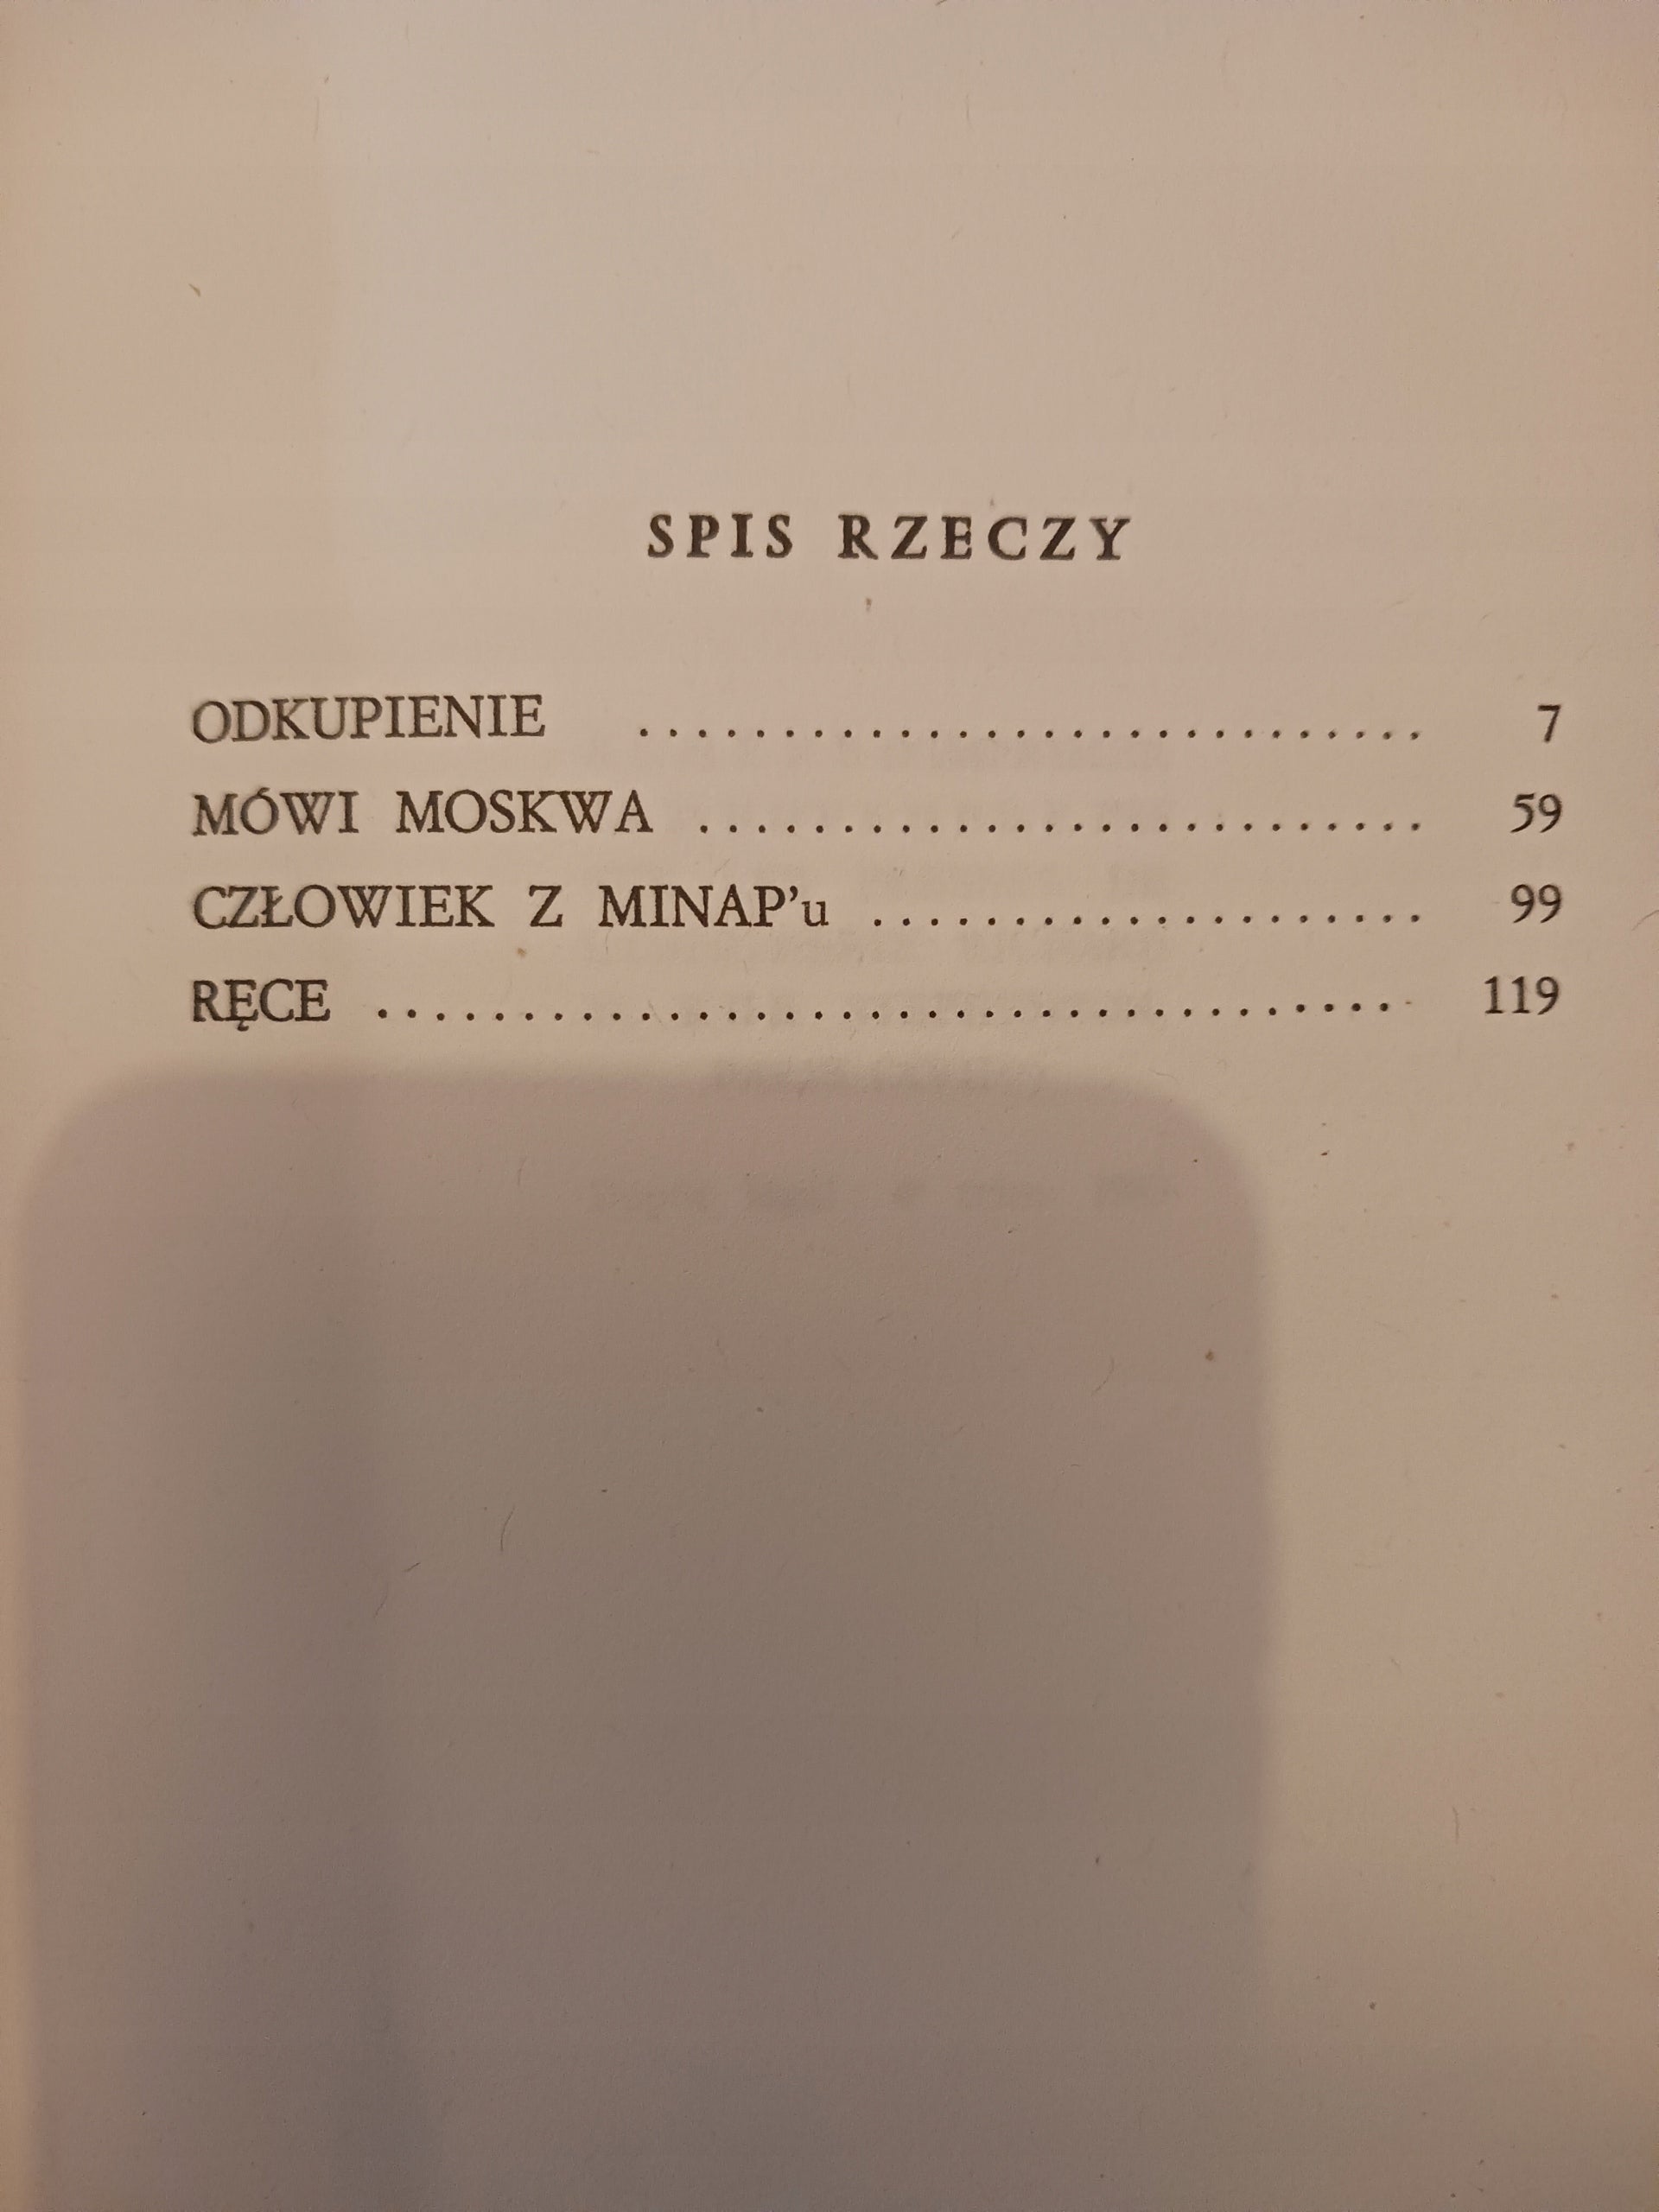 SPIS RZECZY
ODKUPIENIE .............................. 7
MÓWI MOSKWA .......................... 59
CZŁOWIEK Z MINAP'u .................... 99
RĘCE .................................... 119